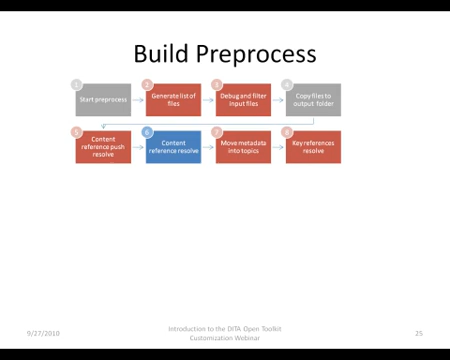 Build Preprocess
1
Start preprocess
2
Generate list of
files
3
Debug and filter
input files
4
Copy files to
output folder
5
Content
reference push
resolve
6
Content
reference resolve
7
Move metadata
into topics
8
Key references
resolve
9/27/2010
Introduction to the DITA Open Toolkit
Customization Webinar
25